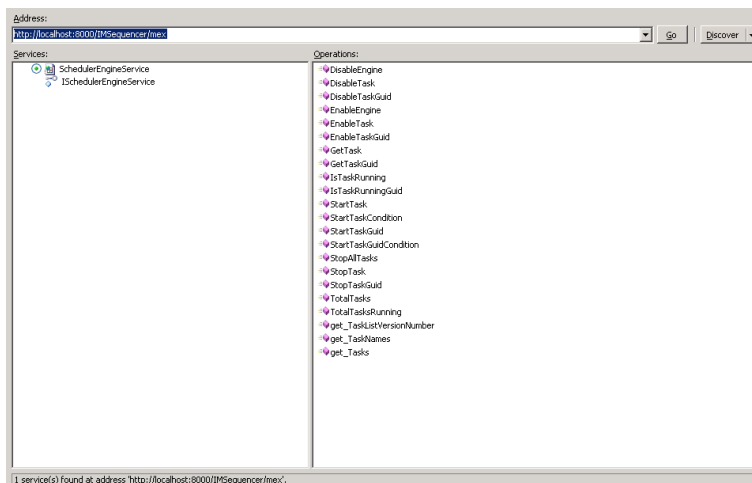 Address:
http://localhost:8000/IMSequencer/mex
Go
Discover
Services:
Operations:
SchedulerEngineService
ISchedulerEngineService
DisableEngine
DisableTask
DisableTaskGuid
EnableEngine
EnableTask
EnableTaskGuid
GetTask
GetTaskGuid
IsTaskRunning
IsTaskRunningGuid
StartTask
StartTaskCondition
StartTaskGuid
StartTaskGuidCondition
StopAllTasks
StopTask
StopTaskGuid
TotalTasks
TotalTasksRunning
get_TaskListVersionNumber
get_TaskNames
get_Tasks
1 service(s) found at address 'http://localhost:8000/IMSequencer/mex'.